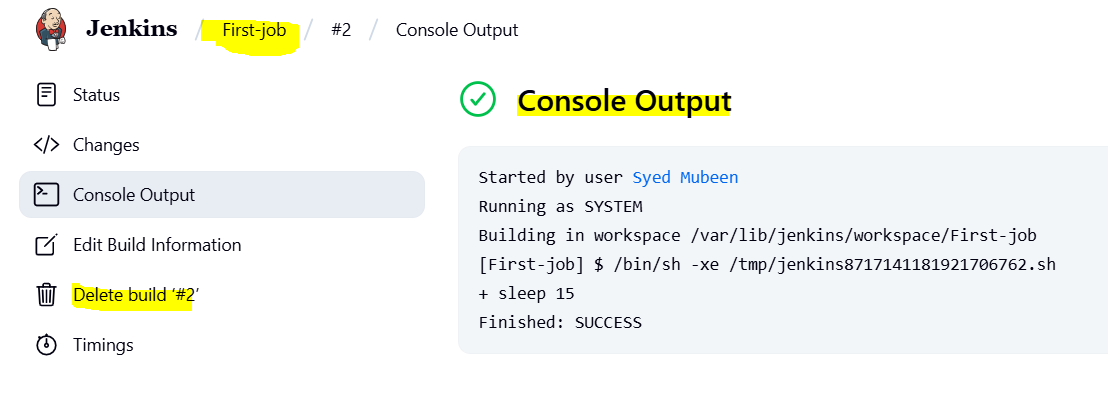 Jenkins / First-job / #2 / Console Output
Status
Changes
Console Output
Edit Build Information
Delete build ‘#2’
Timings
Console Output
Started by user Syed Mubeen
Running as SYSTEM
Building in workspace /var/lib/jenkins/workspace/First-job
[First-job] $ /bin/sh -xe /tmp/jenkins8717141181921706762.sh
+ sleep 15
Finished: SUCCESS